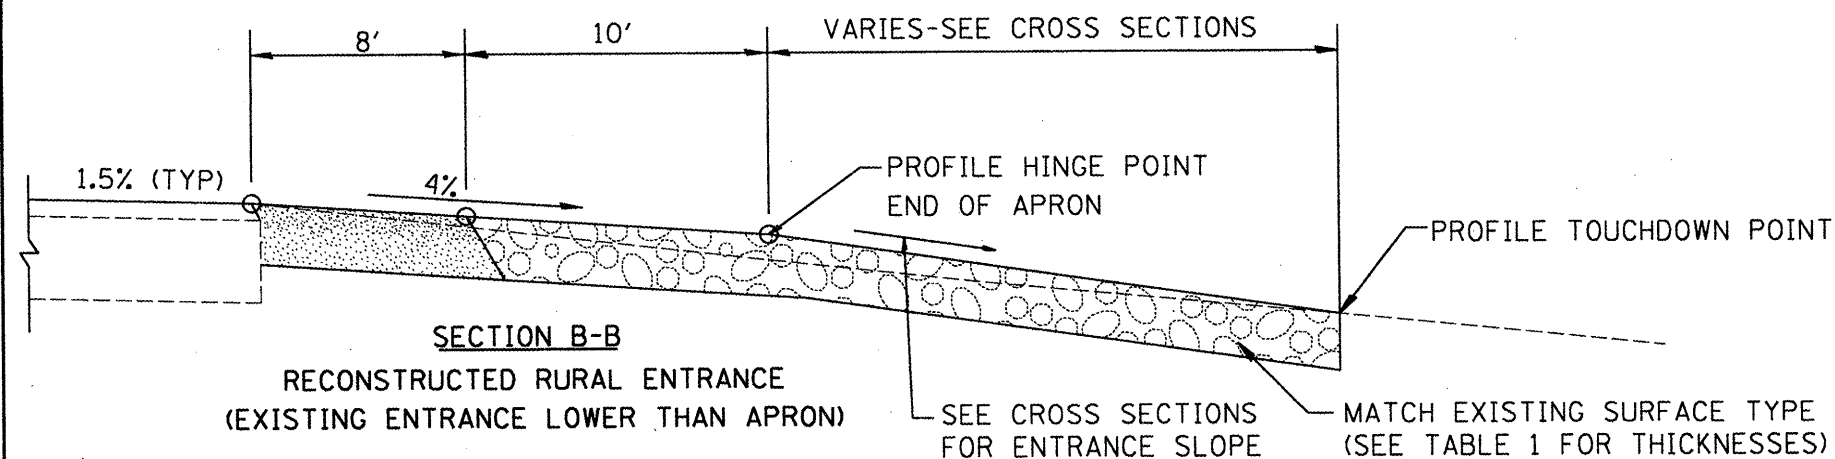 8'
10'
VARIES-SEE CROSS SECTIONS
1.5% (TYP)
4%
PROFILE HINGE POINT
END OF APRON
PROFILE TOUCHDOWN POINT
SECTION B-B
RECONSTRUCTED RURAL ENTRANCE
(EXISTING ENTRANCE LOWER THAN APRON)
SEE CROSS SECTIONS
FOR ENTRANCE SLOPE
MATCH EXISTING SURFACE TYPE
(SEE TABLE 1 FOR THICKNESSES)